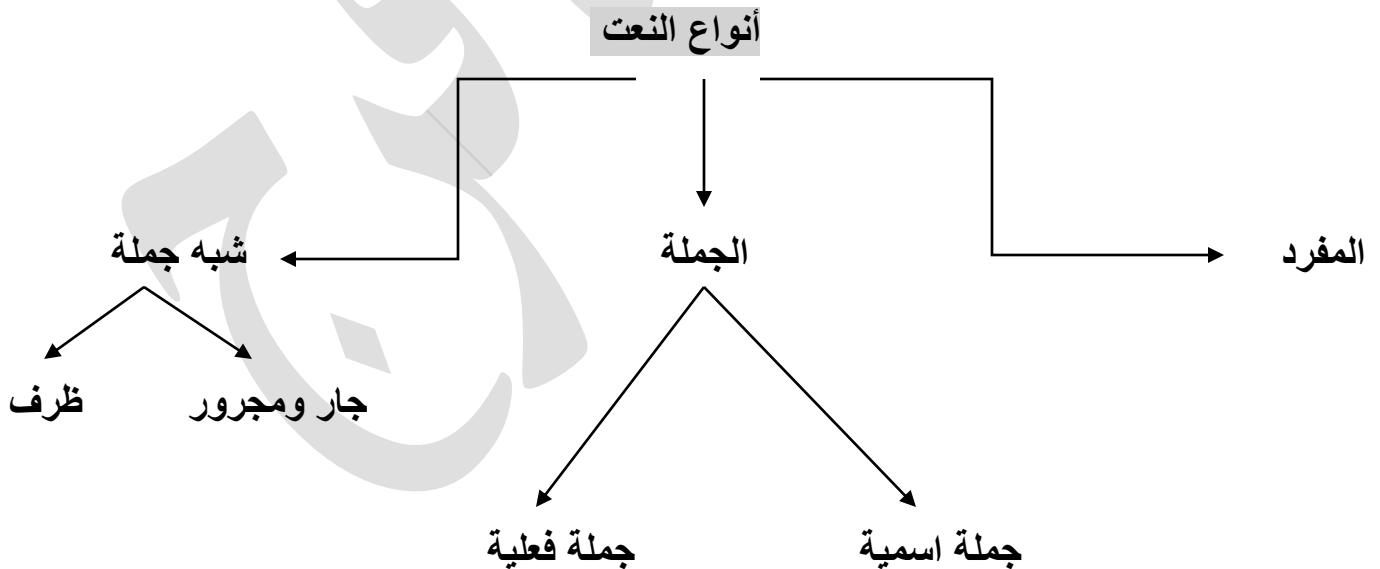 أنواع النعت
المفرد
الجملة
شبه جملة
جار ومجرور
ظرف
جملة اسمية
جملة فعلية